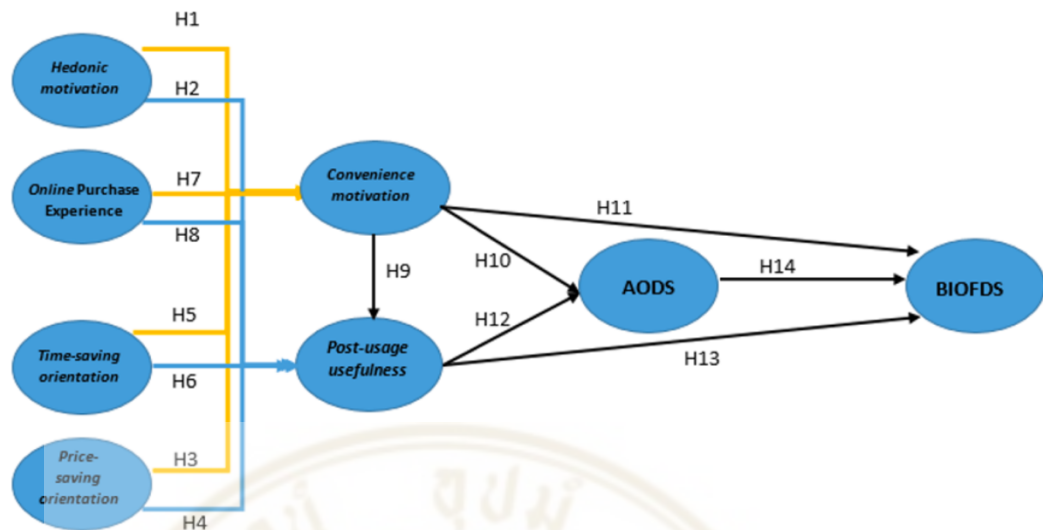 H1
Hedonic
motivation
H2
Online Purchase
Experience
H7
H8
Convenience
motivation
H11
H9
H10
AODS
H14
BIOFDS
H5
Time-saving
orientation
H6
Post-usage
usefulness
H12
H13
Price-
saving
orientation
H3
H4